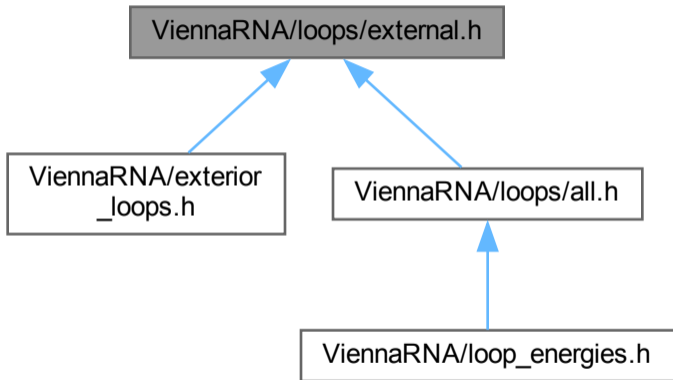 ViennaRNA/loops/external.h
ViennaRNA/exterior
_loops.h
ViennaRNA/loops/all.h
ViennaRNA/loop_energies.h